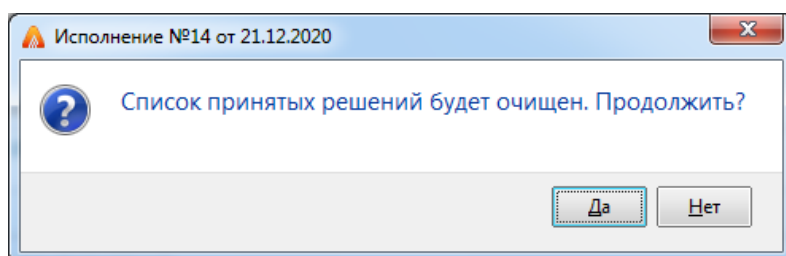 Исполнение №14 от 21.12.2020
Список принятых решений будет очищен. Продолжить?
Да
Нет